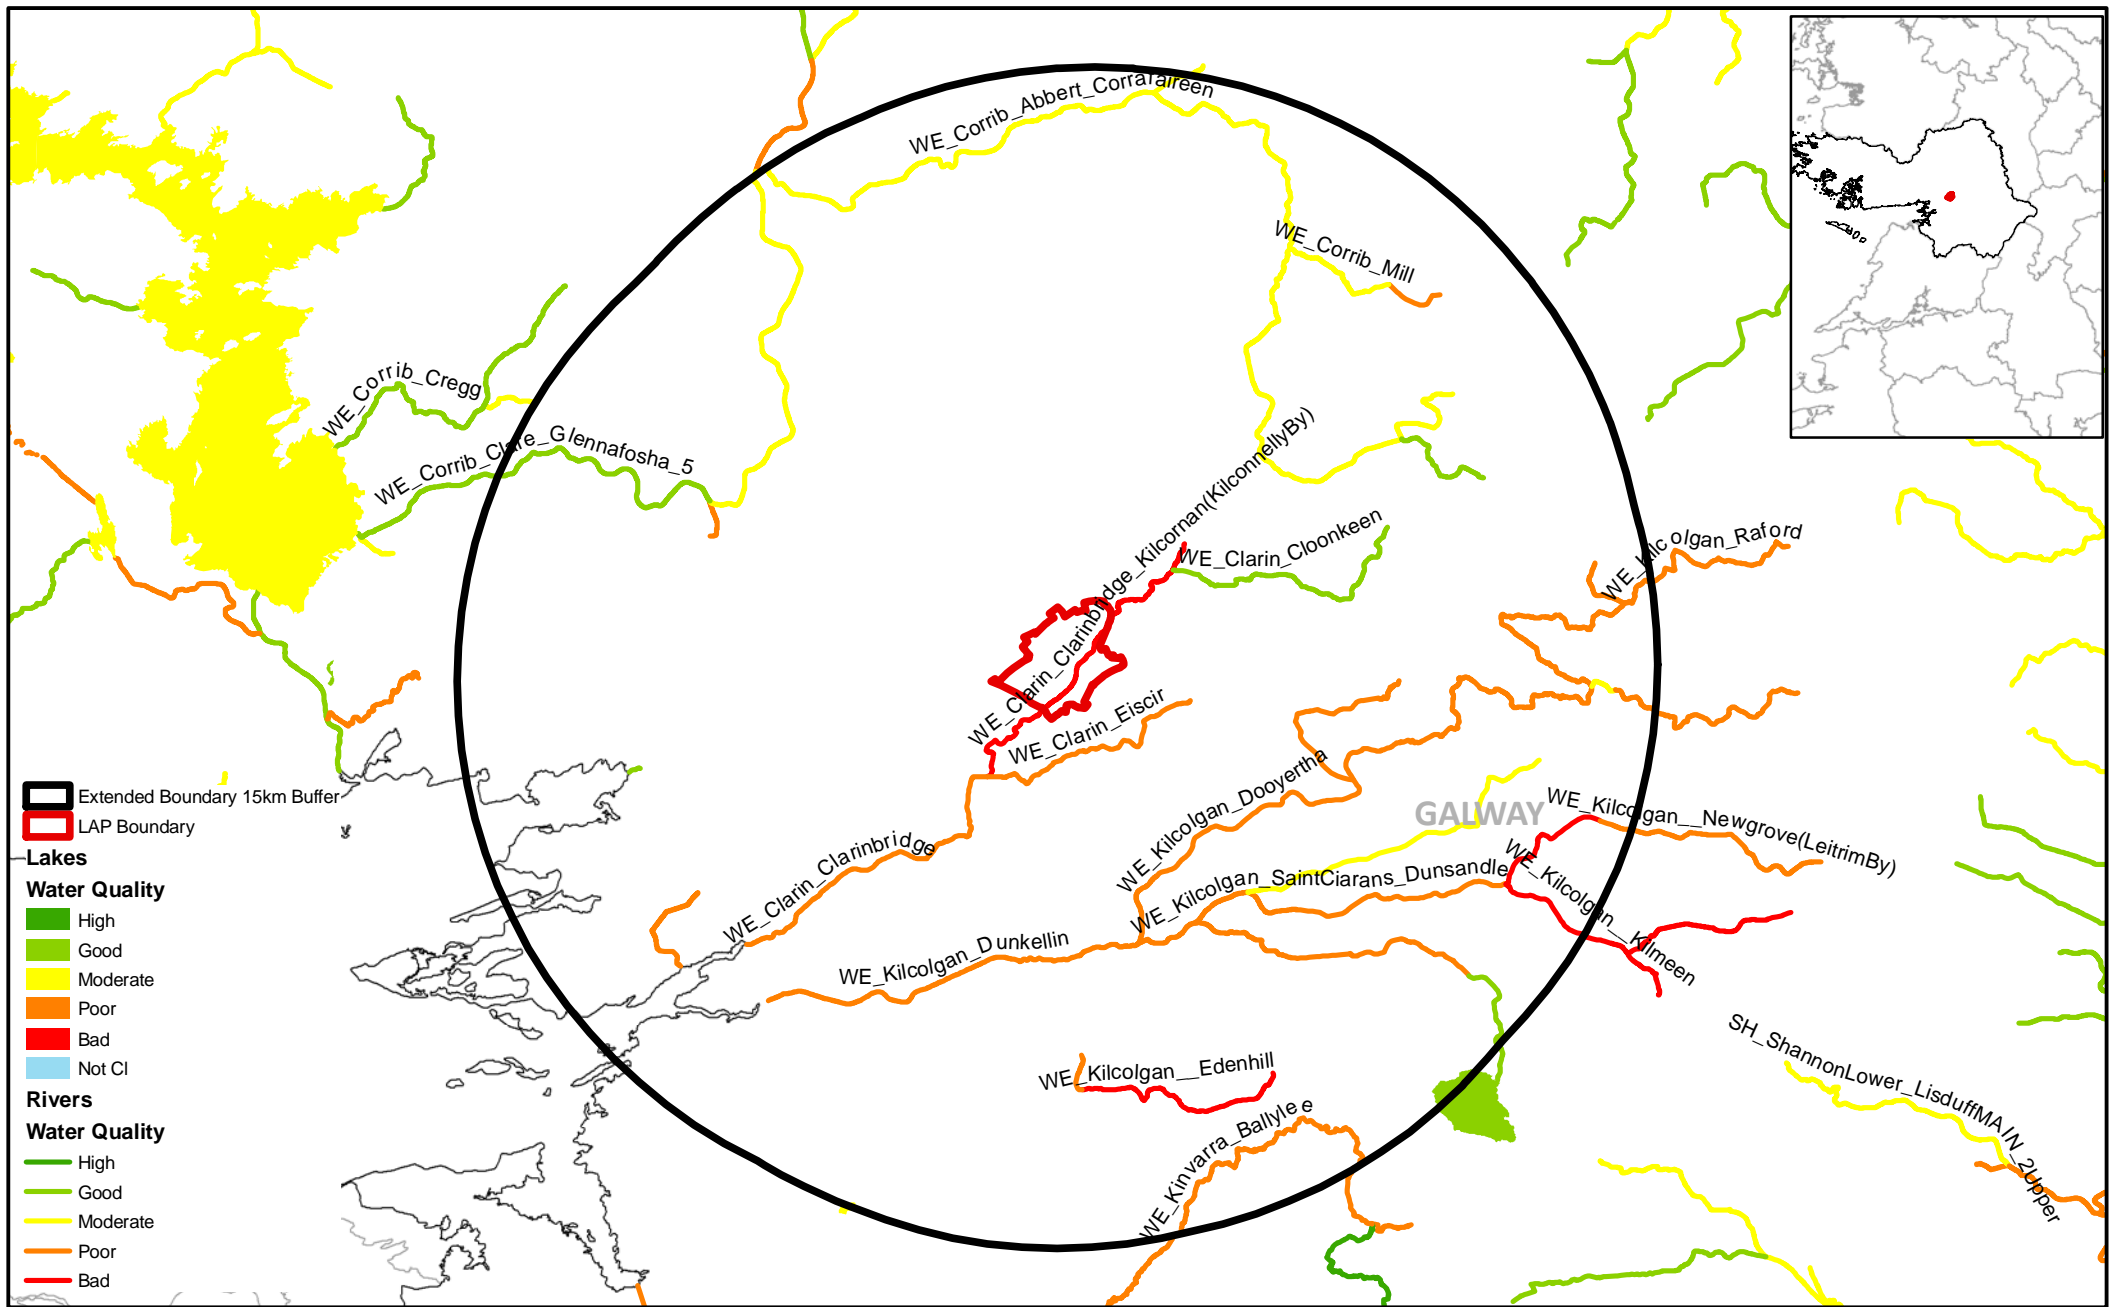 WE_Corrib_Abbert_Corrafaireen
WE_Corrib_Mill
WE_Corrib_Cregg
WE_Corrib_Clare_Glennafosha_5
WE_Clarin_Clarinbridge_Kilcornan(KilconnellyBy)
WE_Clarin_Cloonkeen
WE_Kilcolgan_Raford
WE_Clarin_Eiscir
WE_Kilcolgan_Dooyertha
GALWAY
WE_Kilcolgan__Newgrove(LeitrimBy)
WE_Clarin_Clarinbridge
WE_Kilcolgan_SaintCiarans_Dunsandle
WE_Kilcolgan__Kilmeen
WE_Kilcolgan_Dunkellin
WE_Kilcolgan__Edenhill
WE_Kinvarra_Ballylee
SH_ShannonLower_LisduffMAIN_2Upper
Extended Boundary 15km Buffer
LAP Boundary
Lakes
Water Quality
High
Good
Moderate
Poor
Bad
Not Cl
Rivers
Water Quality
High
Good
Moderate
Poor
Bad